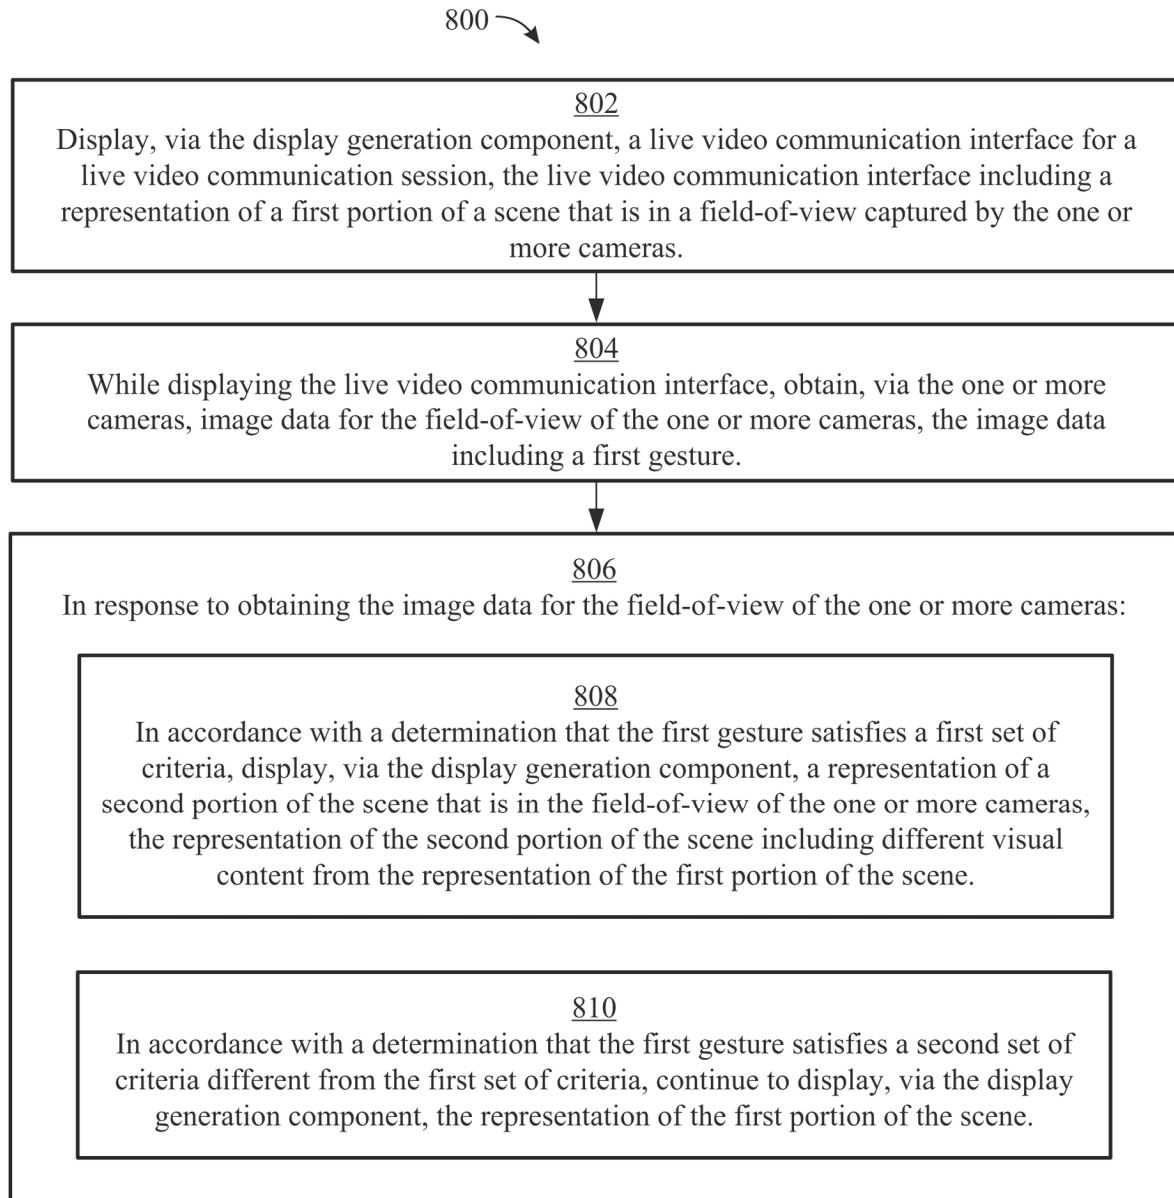 800
802
Display, via the display generation component, a live video communication interface for a
live video communication session, the live video communication interface including a
representation of a first portion of a scene that is in a field-of-view captured by the one or
more cameras.
804
While displaying the live video communication interface, obtain, via the one or more
cameras, image data for the field-of-view of the one or more cameras, the image data
including a first gesture.
806
In response to obtaining the image data for the field-of-view of the one or more cameras:
808
In accordance with a determination that the first gesture satisfies a first set of
criteria, display, via the display generation component, a representation of a
second portion of the scene that is in the field-of-view of the one or more cameras,
the representation of the second portion of the scene including different visual
content from the representation of the first portion of the scene.
810
In accordance with a determination that the first gesture satisfies a second set of
criteria different from the first set of criteria, continue to display, via the display
generation component, the representation of the first portion of the scene.